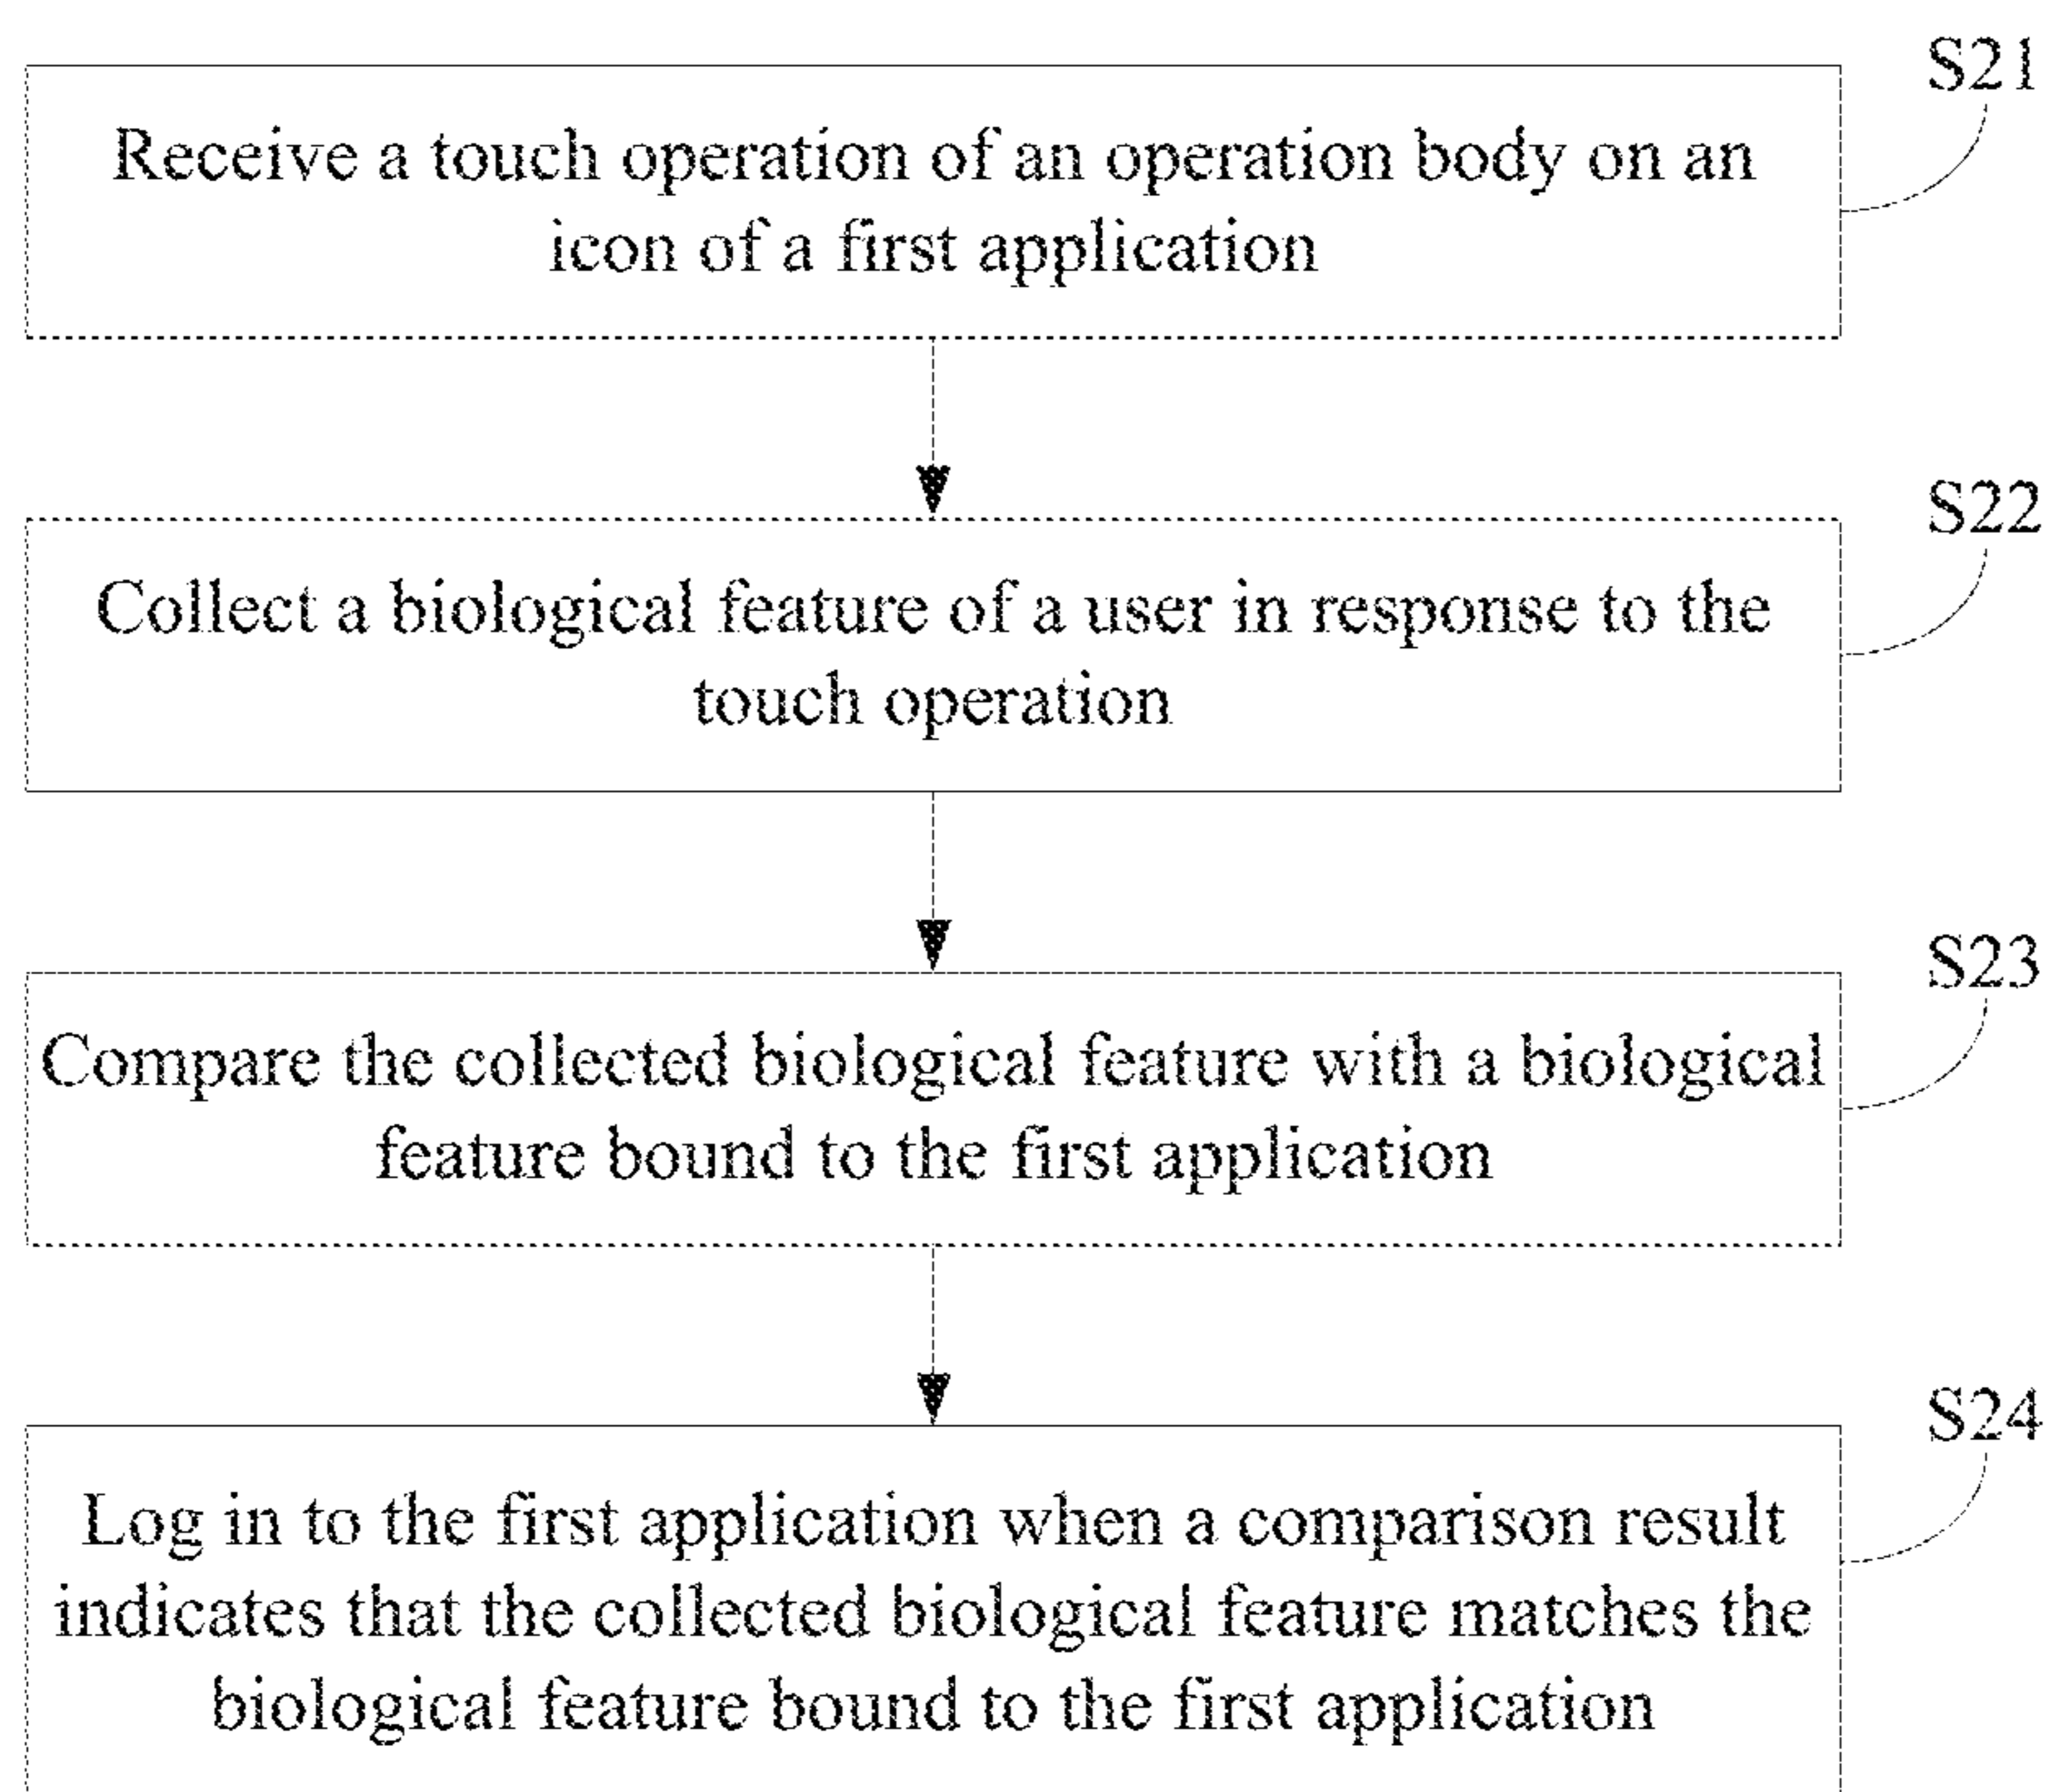 S21
Receive a touch operation of an operation body on an
icon of a first application
S22
Collect a biological feature of a user in response to the
touch operation
S23
Compare the collected biological feature with a biological
feature bound to the first application
S24
Log in to the first application when a comparison result
indicates that the collected biological feature matches the
biological feature bound to the first application